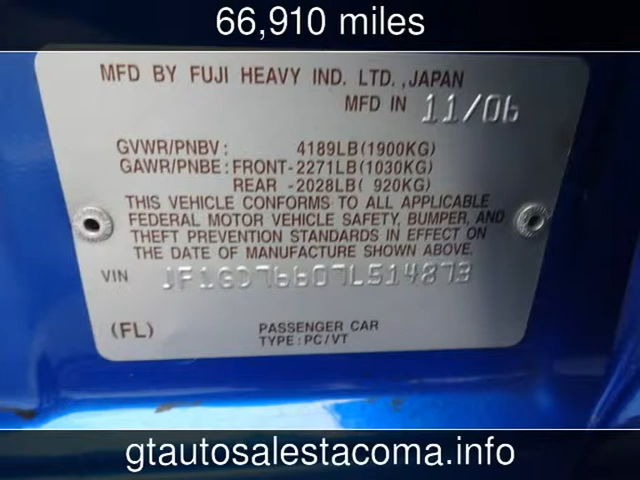 66,910 miles
MFD BY FUJI HEAVY IND. LTD.,JAPAN
MFD IN 11/06
GVWR/PNBV: 4189LB(1900KG)
GAWR/PNBE: FRONT-2271LB(1030KG)
REAR -2028LB( 920KG)
THIS VEHICLE CONFORMS TO ALL APPLICABLE
FEDERAL MOTOR VEHICLE SAFETY, BUMPER, AND
THEFT PREVENTION STANDARDS IN EFFECT ON
THE DATE OF MANUFACTURE SHOWN ABOVE.
VIN JF1GD76607L514873
(FL) PASSENGER CAR
TYPE:PC/VT
gtautosalestacoma.info